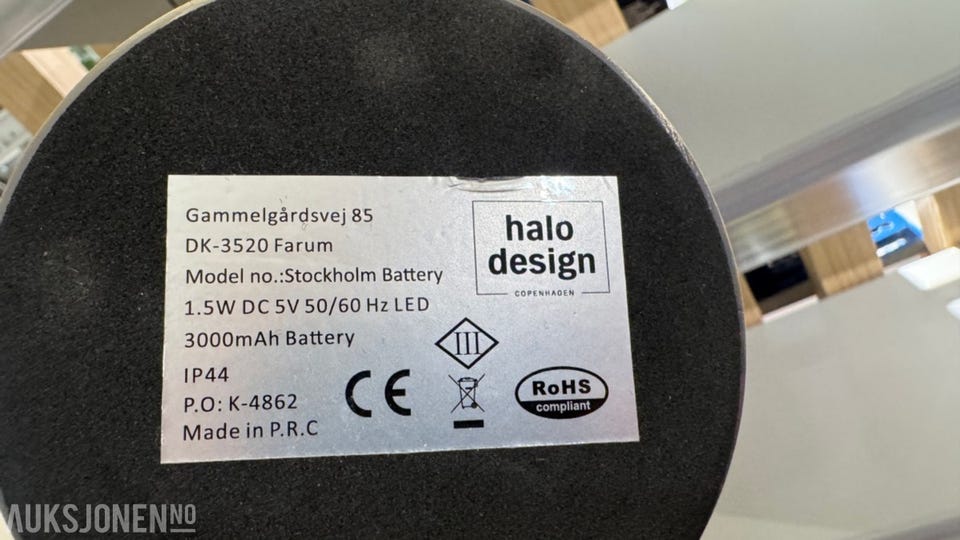 Gammelgårdsvej 85
DK-3520 Farum
Model no.:Stockholm Battery
1.5W DC 5V 50/60 Hz LED
3000mAh Battery
IP44
P.O: K-4862
Made in P.R.C
halo
design
COPENHAGEN
III
CE
RoHS
compliant
AUKSJONEN NO